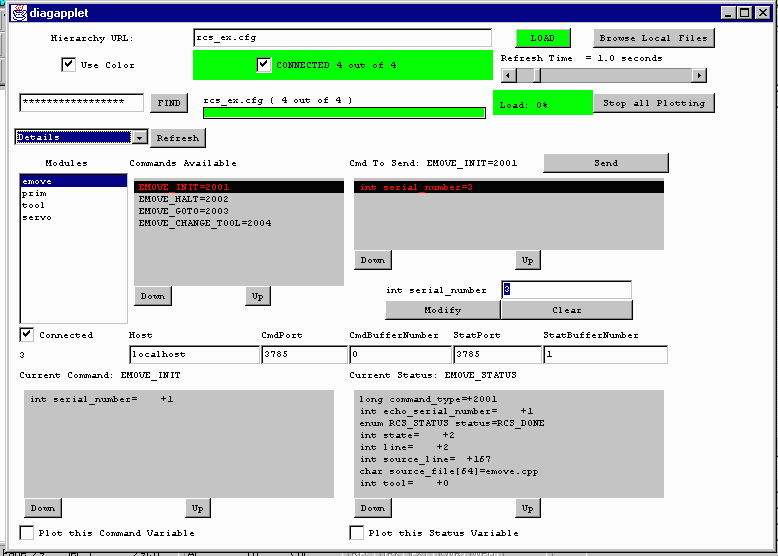 diagapplet
Hierarchy URL: rcs_ex.cfg LOAD Browse Local Files
Use Color CONNECTED 4 out of 4 Refresh Time = 1.0 seconds
***************** FIND rcs_ex.cfg ( 4 out of 4 ) Load: 0% Stop all Plotting
Details Refresh
Modules Commands Available Cmd To Send: EMOVE_INIT=2001 Send
emove EMOVE_INIT=2001 int serial_number=3
prim EMOVE_HALT=2002
tool EMOVE_GOTO=2003
servo EMOVE_CHANGE_TOOL=2004
Down Up
Down Up int serial_number 3
Modify Clear
Connected Host CmdPort CmdBufferNumber StatPort StatBufferNumber
3 localhost 3785 0 3785 1
Current Command: EMOVE_INIT Current Status: EMOVE_STATUS
int serial_number= +1 long command_type=+2001
int echo_serial_number= +1
enum RCS_STATUS status=RCS_DONE
int state= +2
int line= +2
int source_line= +167
char source_file[64]=emove.cpp
int tool= +0
Down Up Down Up
Plot this Command Variable Plot this Status Variable